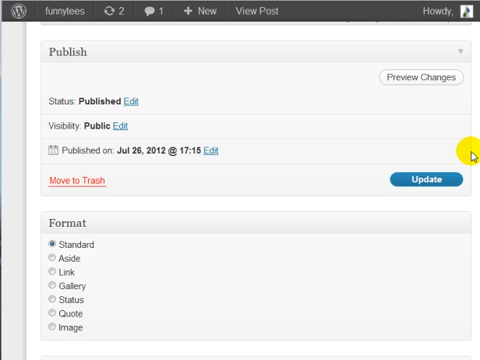 funnytees 2 1 + New View Post Howdy,
Publish
Preview Changes
Status: Published Edit
Visibility: Public Edit
Published on: Jul 26, 2012 @ 17:15 Edit
Move to Trash Update
Format
Standard
Aside
Link
Gallery
Status
Quote
Image